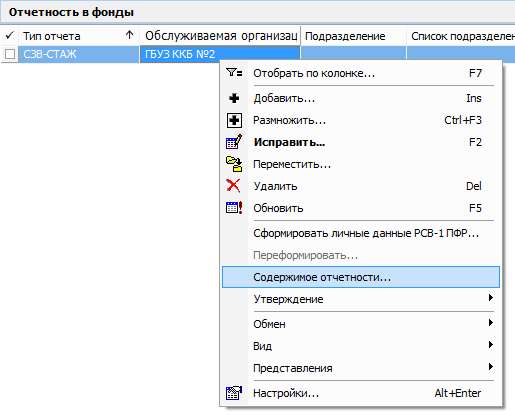 Отчетность в фонды
✓ Тип отчета ↑ Обслуживаемая организац Подразделение Список подразделен
СЗВ-СТАЖ ГБУЗ ККБ №2
Отобрать по колонке... F7
Добавить... Ins
Размножить... Ctrl+F3
Исправить... F2
Переместить...
Удалить Del
Обновить F5
Сформировать личные данные РСВ-1 ПФР...
Переформировать...
Содержимое отчетности...
Утверждение
Обмен
Вид
Представления
Настройки... Alt+Enter